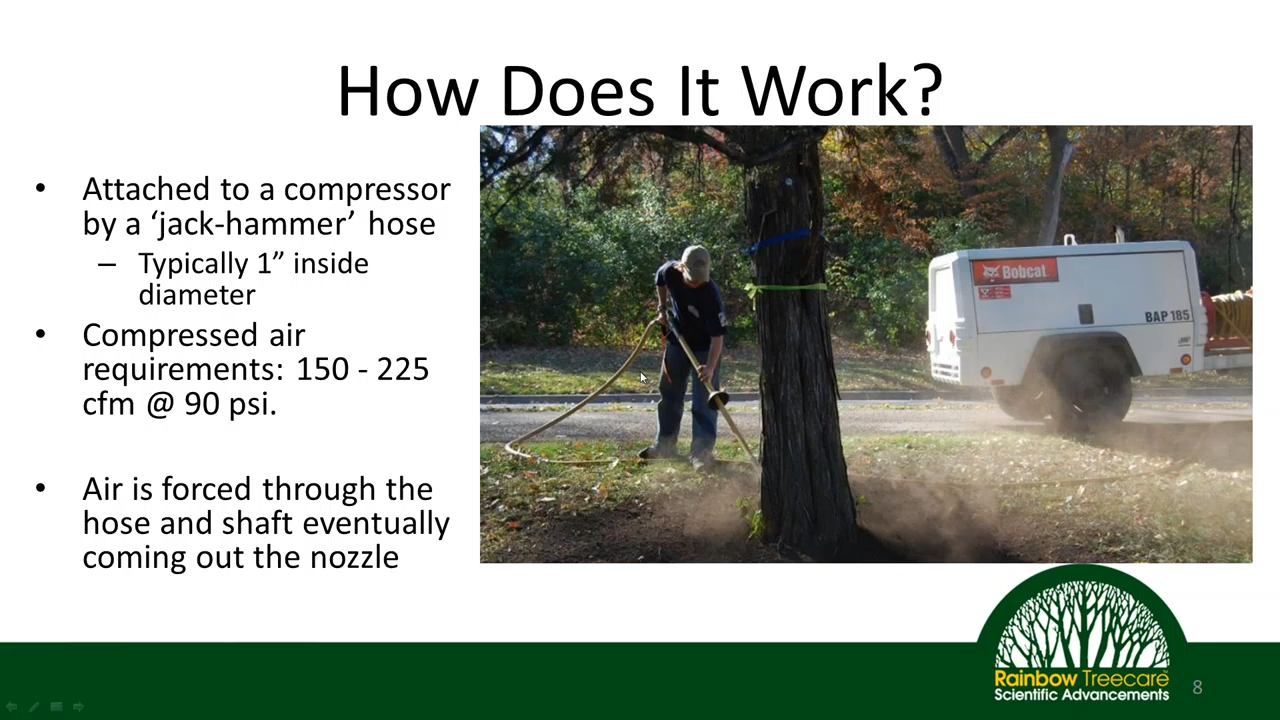 How Does It Work?
• Attached to a compressor
by a ‘jack-hammer’ hose
– Typically 1” inside
diameter
• Compressed air
requirements: 150 - 225
cfm @ 90 psi.
• Air is forced through the
hose and shaft eventually
coming out the nozzle
Bobcat
BAP 185
Rainbow Treecare
Scientific Advancements
8